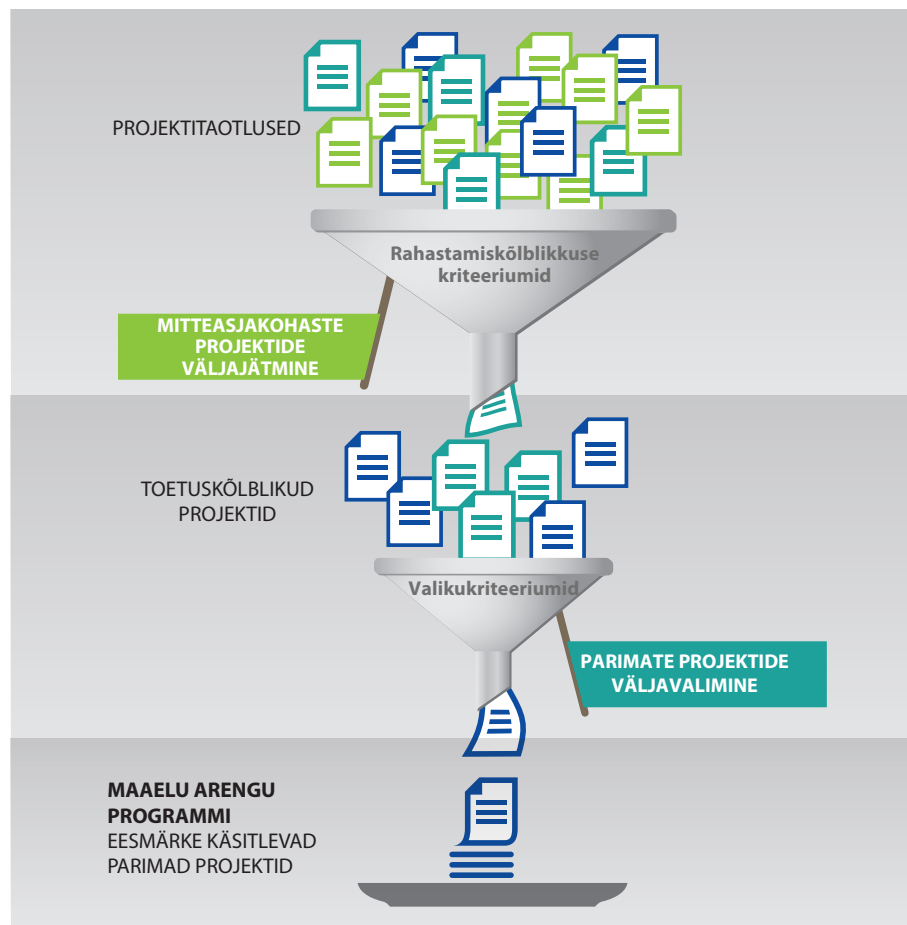 PROJEKTITAOTLUSED
Rahastamiskõlblikkuse
kriteeriumid
MITTEASJAKOHASTE
PROJEKTIDE
VÄLJAJÄTMINE
TOETUSKÕLBLIKUD
PROJEKTID
Valikukriteeriumid
PARIMATE PROJEKTIDE
VÄLJAVALIMINE
MAAELU ARENGU
PROGRAMMI
EESMÄRKE KÄSITLEVAD
PARIMAD PROJEKTID